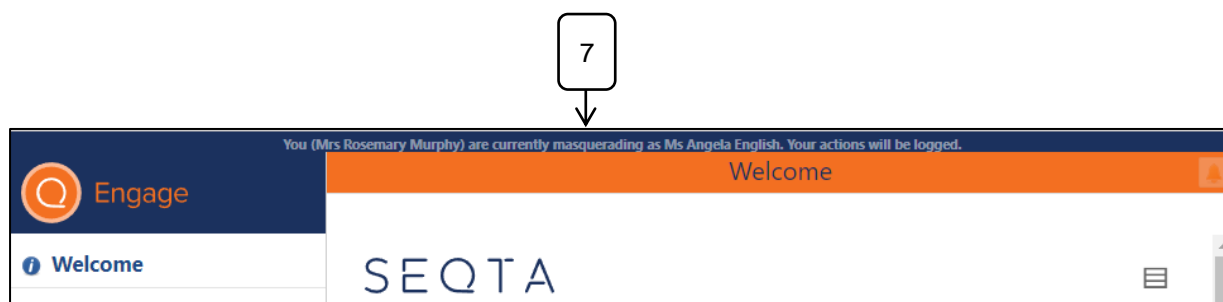 7
You (Mrs Rosemary Murphy) are currently masquerading as Ms Angela English. Your actions will be logged.
Welcome
Engage
Welcome
SEQTA